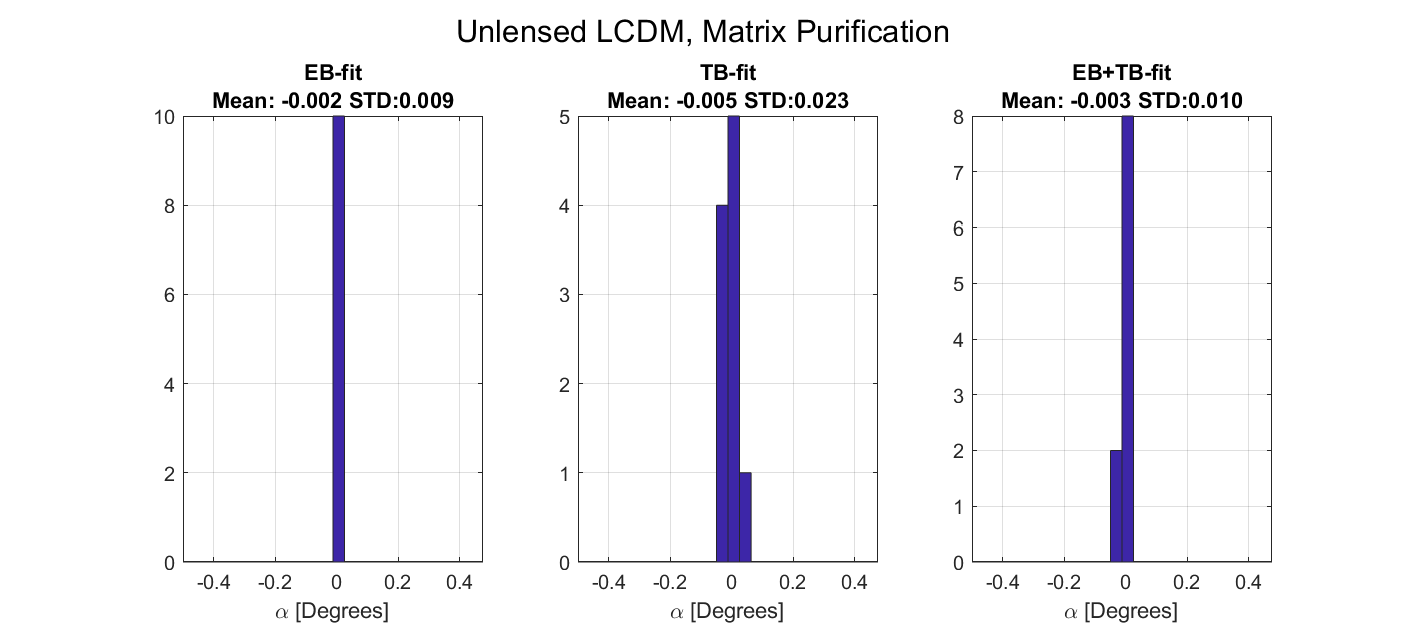 Unlensed LCDM, Matrix Purification
EB-fit
Mean: -0.002 STD:0.009
10
8
6
4
2
0
-0.4 -0.2 0 0.2 0.4
α [Degrees]
TB-fit
Mean: -0.005 STD:0.023
5
4
3
2
1
0
-0.4 -0.2 0 0.2 0.4
α [Degrees]
EB+TB-fit
Mean: -0.003 STD:0.010
8
7
6
5
4
3
2
1
0
-0.4 -0.2 0 0.2 0.4
α [Degrees]